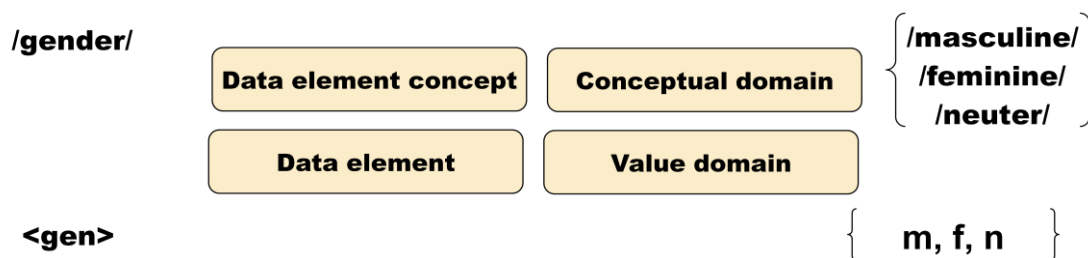 /gender/
Data element concept
Conceptual domain
/masculine/
/feminine/
/neuter/
Data element
Value domain
<gen>
m, f, n